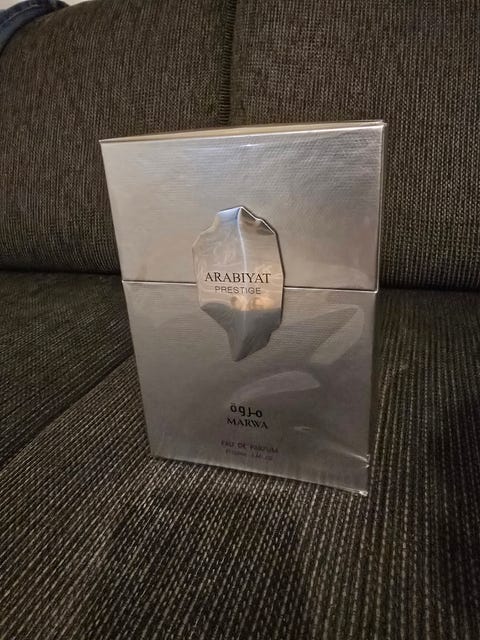 ARABIYAT
PRESTIGE
مروة
MARWA
EAU DE PARFUM